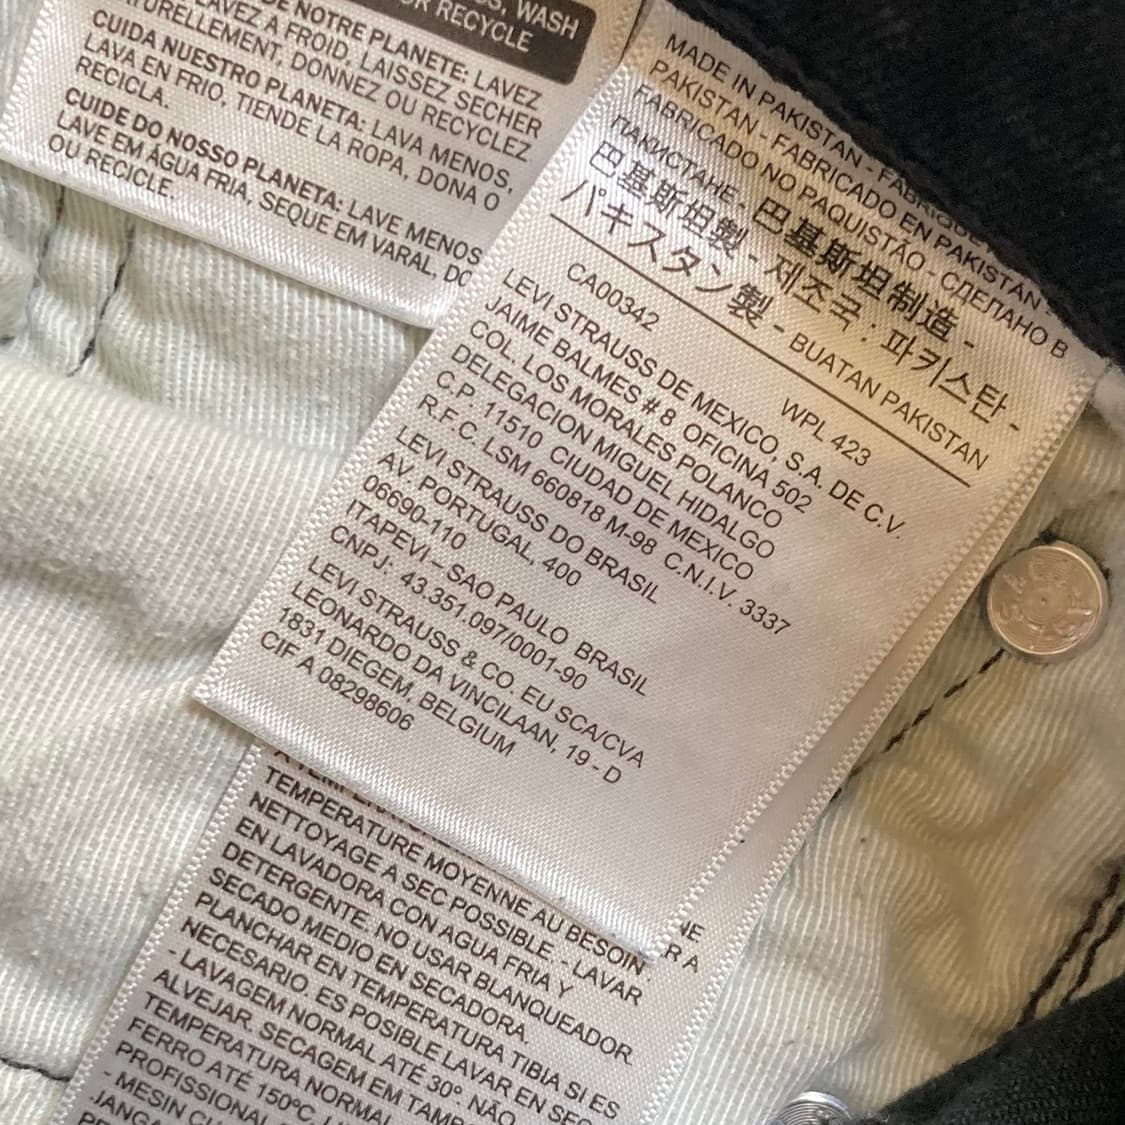 , WASH
OR RECYCLE
DE NOTRE PLANETE: LAVEZ
LAVEZ A FROID, LAISSEZ SECHER
NATURELLEMENT, DONNEZ OU RECYCLEZ
CUIDA NUESTRO PLANETA: LAVA MENOS,
LAVA EN FRIO, TIENDE LA ROPA, DONA O
RECICLA.
CUIDE DO NOSSO PLANETA: LAVE MENOS
LAVE EM ÁGUA FRIA, SEQUE EM VARAL, DO
OU RECICLE.
MADE IN PAKISTAN - FABRIQUE
PAKISTAN - FABRICADO EN PAKISTAN -
FABRICADO NO PAQUISTÃO - СДЕЛАНО В
ПАКИСТАНЕ - 巴基斯坦制造 -
巴基斯坦製 - 제조국 : 파키스탄 -
パキスタン製 - BUATAN PAKISTAN
CA00342 WPL 423
LEVI STRAUSS DE MEXICO, S.A. DE C.V.
JAIME BALMES # 8 OFICINA 502
COL. LOS MORALES POLANCO
DELEGACION MIGUEL HIDALGO
C.P. 11510 CIUDAD DE MEXICO
R.F.C. LSM 660818 M-98 C.N.I.V. 3337
LEVI STRAUSS DO BRASIL
AV. PORTUGAL, 400
06690-110
ITAPEVI – SAO PAULO BRASIL
CNPJ: 43.351.097/0001-90
LEVI STRAUSS & CO. EU SCA/CVA
LEONARDO DA VINCILAAN, 19 - D
1831 DIEGEM, BELGIUM
CIF A 08298606
TEMPERATURE MOYENNE AU BESOIN
NETTOYAGE A SEC POSSIBLE. - LAVAR
EN LAVADORA CON AGUA FRIA Y
DETERGENTE. NO USAR BLANQUEADOR.
SECADO MEDIO EN SECADORA.
PLANCHAR EN TEMPERATURA TIBIA SI ES
NECESARIO. ES POSIBLE LAVAR EN SECO
- LAVAGEM NORMAL ATÉ 30°. NÃO
ALVEJAR. SECAGEM EM TAMBO
TEMPERATURA NORMAL
FERRO ATÉ 150ºC. L
PROFISSIONAL
- MESIN CU
JANGA